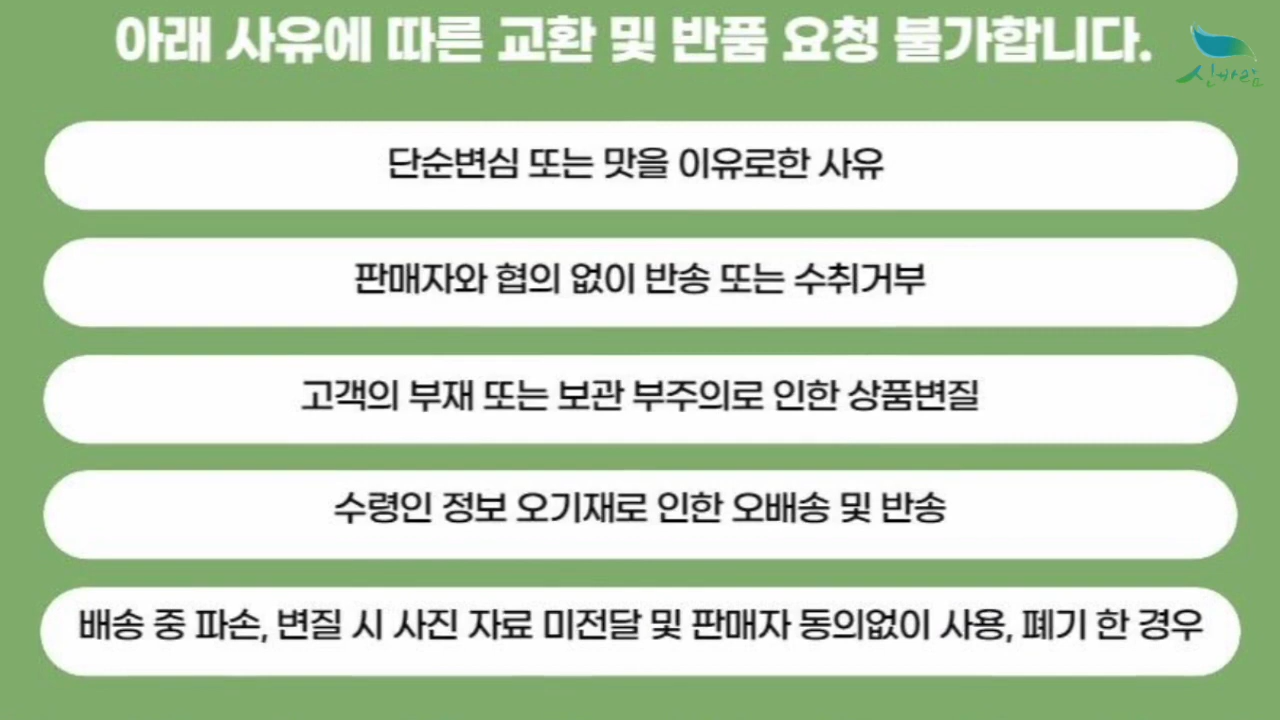 아래 사유에 따른 교환 및 반품 요청 불가합니다.
신바람
단순변심 또는 맛을 이유로한 사유
판매자와 협의 없이 반송 또는 수취거부
고객의 부재 또는 보관 부주의로 인한 상품변질
수령인 정보 오기재로 인한 오배송 및 반송
배송 중 파손, 변질 시 사진 자료 미전달 및 판매자 동의없이 사용, 폐기 한 경우